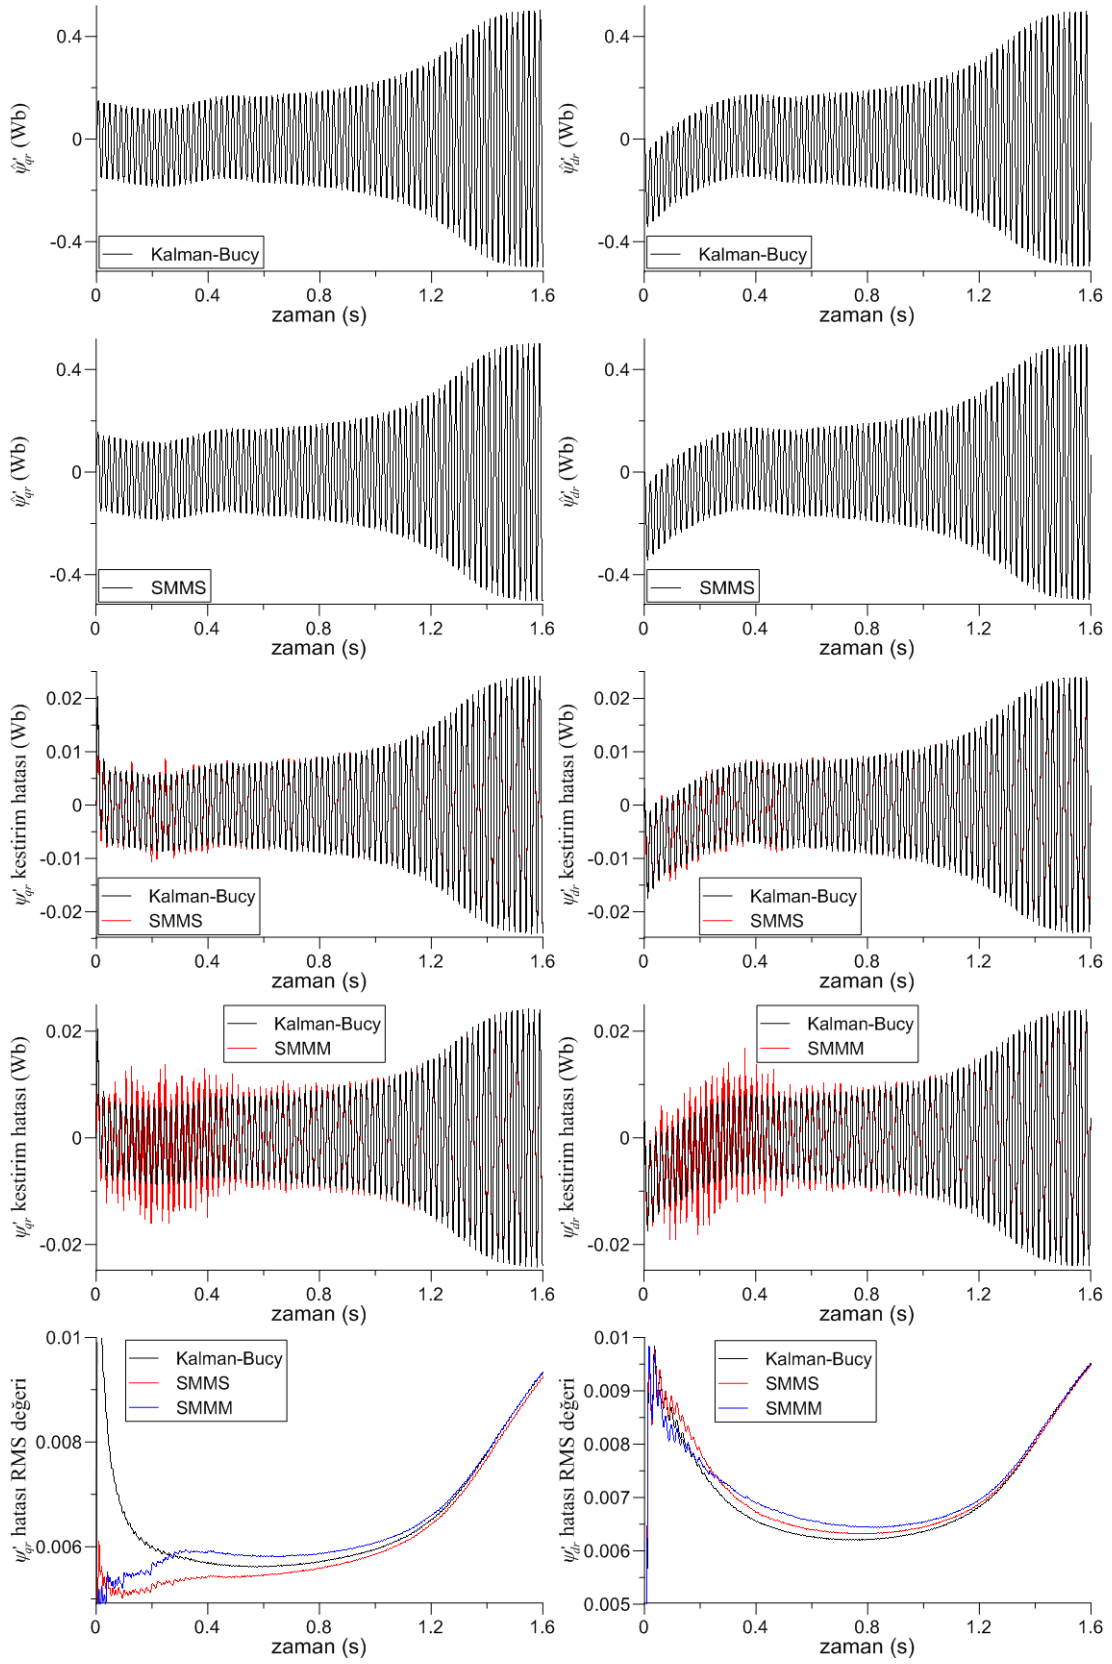 0.4
0
-0.4
ψ̂'qr (Wb)
Kalman-Bucy
0 0.4 0.8 1.2 1.6
zaman (s)
0.4
0
-0.4
ψ̂'dr (Wb)
Kalman-Bucy
0 0.4 0.8 1.2 1.6
zaman (s)
0.4
0
-0.4
ψ̂'qr (Wb)
SMMS
0 0.4 0.8 1.2 1.6
zaman (s)
0.4
0
-0.4
ψ̂'dr (Wb)
SMMS
0 0.4 0.8 1.2 1.6
zaman (s)
0.02
0.01
0
-0.01
-0.02
ψ'qr kestirim hatası (Wb)
Kalman-Bucy
SMMS
0 0.4 0.8 1.2 1.6
zaman (s)
0.02
0.01
0
-0.01
-0.02
ψ'dr kestirim hatası (Wb)
Kalman-Bucy
SMMS
0 0.4 0.8 1.2 1.6
zaman (s)
Kalman-Bucy
SMMM
0.02
0
-0.02
ψ'qr kestirim hatası (Wb)
0 0.4 0.8 1.2 1.6
zaman (s)
Kalman-Bucy
SMMM
0.02
0
-0.02
ψ'dr kestirim hatası (Wb)
0 0.4 0.8 1.2 1.6
zaman (s)
0.01
0.008
0.006
ψ'qr hatası RMS değeri
Kalman-Bucy
SMMS
SMMM
0 0.4 0.8 1.2 1.6
zaman (s)
0.01
0.009
0.008
0.007
0.006
0.005
ψ'dr hatası RMS değeri
Kalman-Bucy
SMMS
SMMM
0 0.4 0.8 1.2 1.6
zaman (s)